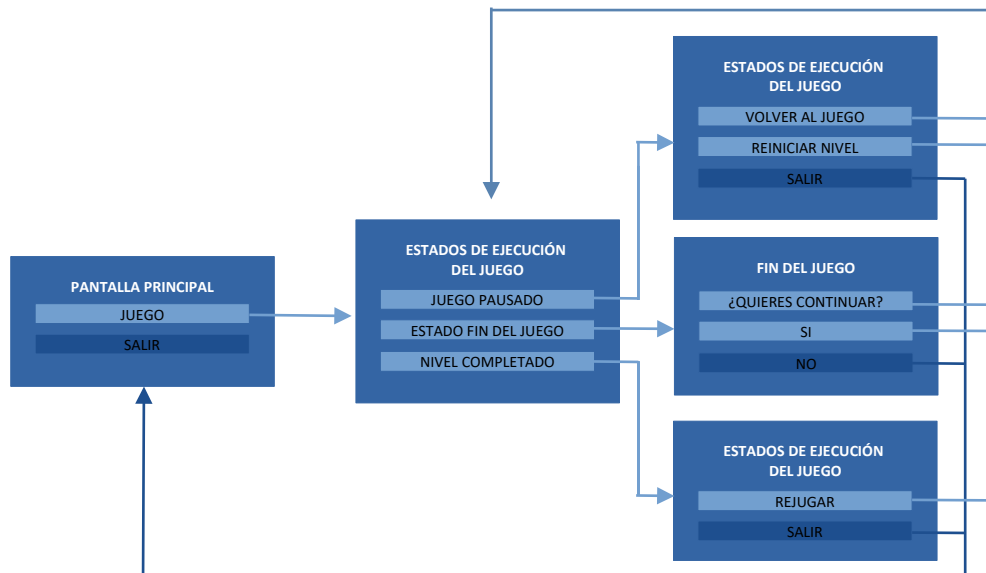 PANTALLA PRINCIPAL
JUEGO
SALIR
ESTADOS DE EJECUCIÓN
DEL JUEGO
JUEGO PAUSADO
ESTADO FIN DEL JUEGO
NIVEL COMPLETADO
ESTADOS DE EJECUCIÓN
DEL JUEGO
VOLVER AL JUEGO
REINICIAR NIVEL
SALIR
FIN DEL JUEGO
¿QUIERES CONTINUAR?
SI
NO
ESTADOS DE EJECUCIÓN
DEL JUEGO
REJUGAR
SALIR